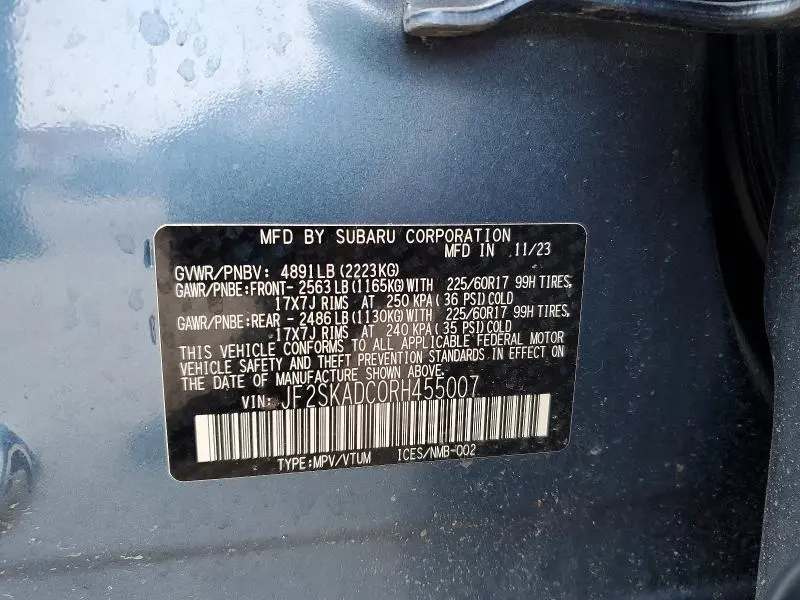 MFD BY SUBARU CORPORATION
MFD IN 11/23
GVWR/PNBV: 4891LB(2223KG)
GAWR/PNBE:FRONT- 2563LB(1165KG)WITH 225/60R17 99H TIRES,
17X7J RIMS AT 250 KPA(36 PSI)COLD
GAWR/PNBE:REAR - 2486LB(1130KG)WITH 225/60R17 99H TIRES,
17X7J RIMS AT 240 KPA(35 PSI)COLD
THIS VEHICLE CONFORMS TO ALL APPLICABLE FEDERAL MOTOR
VEHICLE SAFETY AND THEFT PREVENTION STANDARDS IN EFFECT ON
THE DATE OF MANUFACTURE SHOWN ABOVE.
VIN: JF2SKADC0RH455007
TYPE:MPV/VTUM ICES/NMB-002